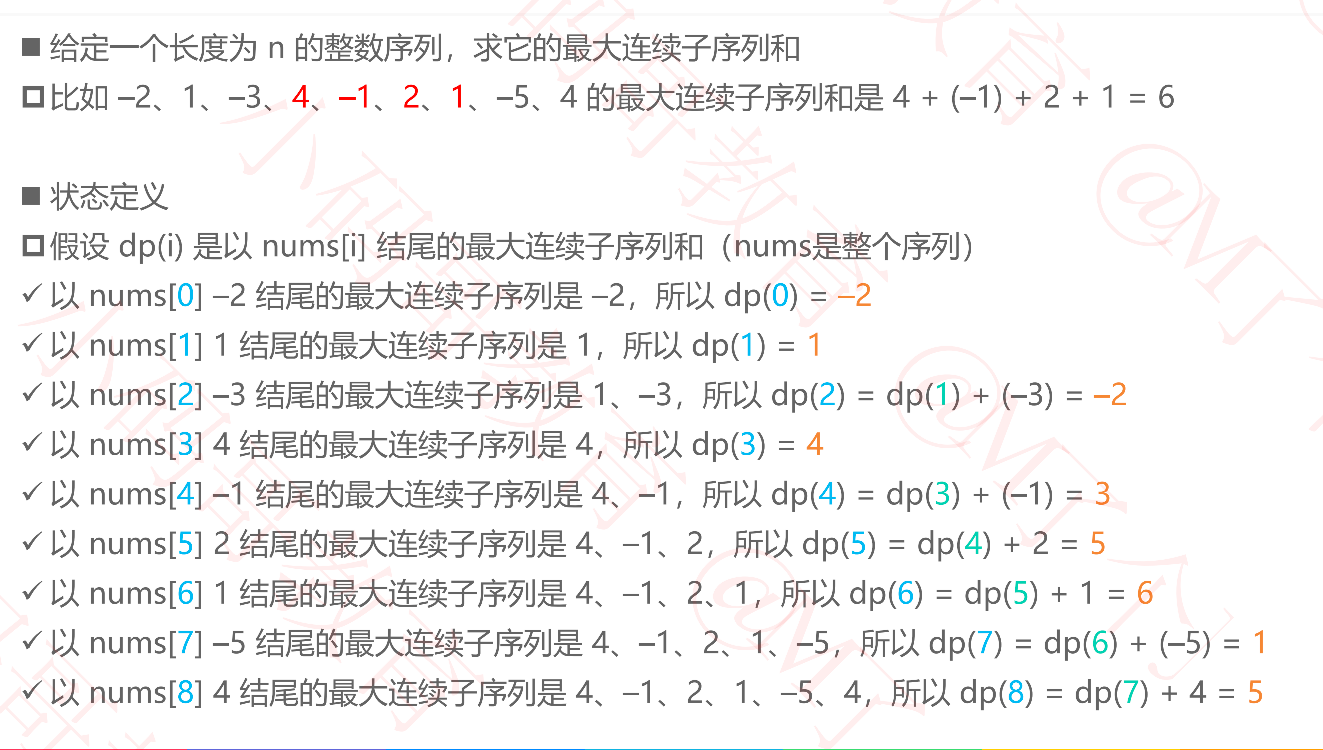 ■ 给定一个长度为 n 的整数序列，求它的最大连续子序列和
❑ 比如 –2、1、–3、4、–1、2、1、–5、4 的最大连续子序列和是 4 + (–1) + 2 + 1 = 6
■ 状态定义
❑ 假设 dp(i) 是以 nums[i] 结尾的最大连续子序列和（nums是整个序列）
✓ 以 nums[0] –2 结尾的最大连续子序列是 –2，所以 dp(0) = –2
✓ 以 nums[1] 1 结尾的最大连续子序列是 1，所以 dp(1) = 1
✓ 以 nums[2] –3 结尾的最大连续子序列是 1、–3，所以 dp(2) = dp(1) + (–3) = –2
✓ 以 nums[3] 4 结尾的最大连续子序列是 4，所以 dp(3) = 4
✓ 以 nums[4] –1 结尾的最大连续子序列是 4、–1，所以 dp(4) = dp(3) + (–1) = 3
✓ 以 nums[5] 2 结尾的最大连续子序列是 4、–1、2，所以 dp(5) = dp(4) + 2 = 5
✓ 以 nums[6] 1 结尾的最大连续子序列是 4、–1、2、1，所以 dp(6) = dp(5) + 1 = 6
✓ 以 nums[7] –5 结尾的最大连续子序列是 4、–1、2、1、–5，所以 dp(7) = dp(6) + (–5) = 1
✓ 以 nums[8] 4 结尾的最大连续子序列是 4、–1、2、1、–5、4，所以 dp(8) = dp(7) + 4 = 5
小码哥教育 @M了个J